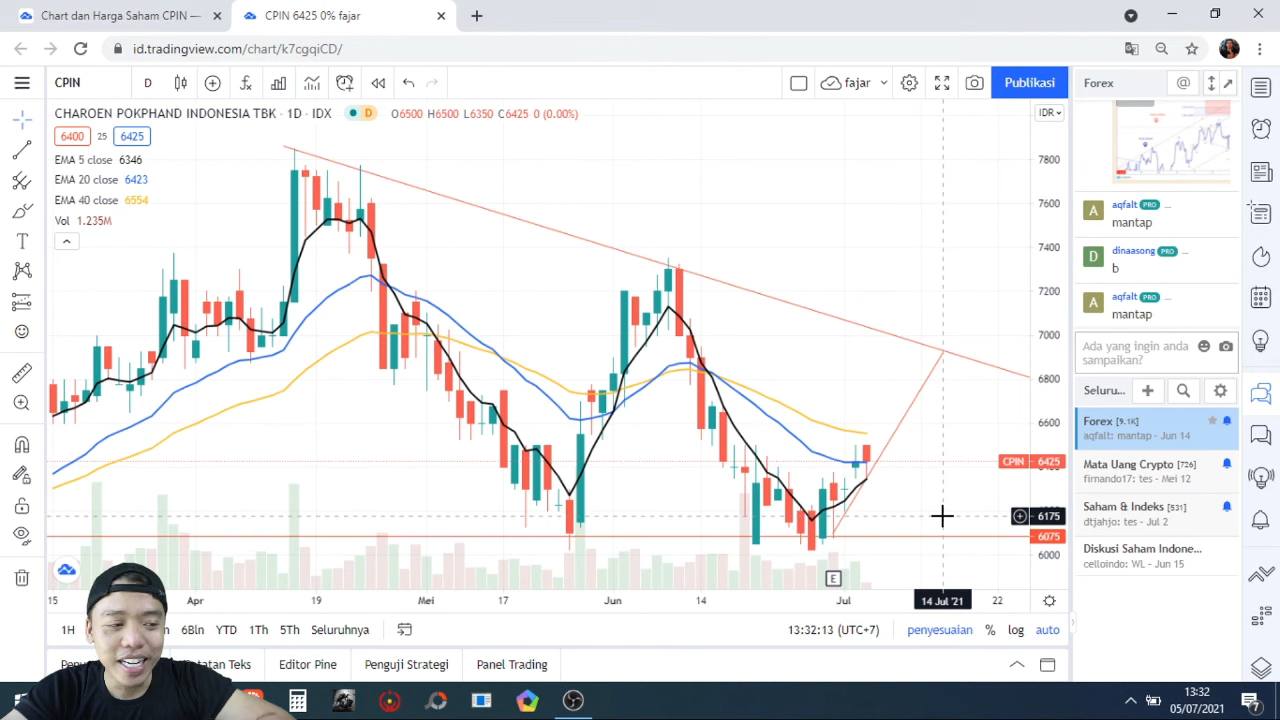 Chart dan Harga Saham CPIN —
CPIN 6425 0% fajar
id.tradingview.com/chart/k7cgqiCD/
CPIN
D
fajar
Publikasi
Forex
CHAROEN POKPHAND INDONESIA TBK · 1D · IDX
D
O6500 H6500 L6350 C6425 0 (0.00%)
IDR
6400 25 6425
EMA 5 close 6346
EMA 20 close 6423
EMA 40 close 6554
Vol 1.235M
7800
7600
7400
7200
7000
6800
6600
CPIN 6425
6175
6075
6000
E
15
Apr
19
Mei
17
Jun
14
Jul
14 Jul '21
22
1H
6Bln
YTD
1Th
5Th
Seluruhnya
13:32:13 (UTC+7)
penyesuaian
%
log
auto
Editor Pine
Penguji Strategi
Panel Trading
aqfalt PRO ...
A
mantap
dinaasong PRO ...
D
b
aqfalt PRO ...
A
mantap
Ada yang ingin anda
sampaikan?
Seluru...
Forex [9.1K]
aqfalt: mantap - Jun 14
Mata Uang Crypto [726]
firnando17: tes - Mei 12
Saham & Indeks [531]
dtjahjo: tes - Jul 2
Diskusi Saham Indone...
celloindo: WL - Jun 15
13:32
05/07/2021
7